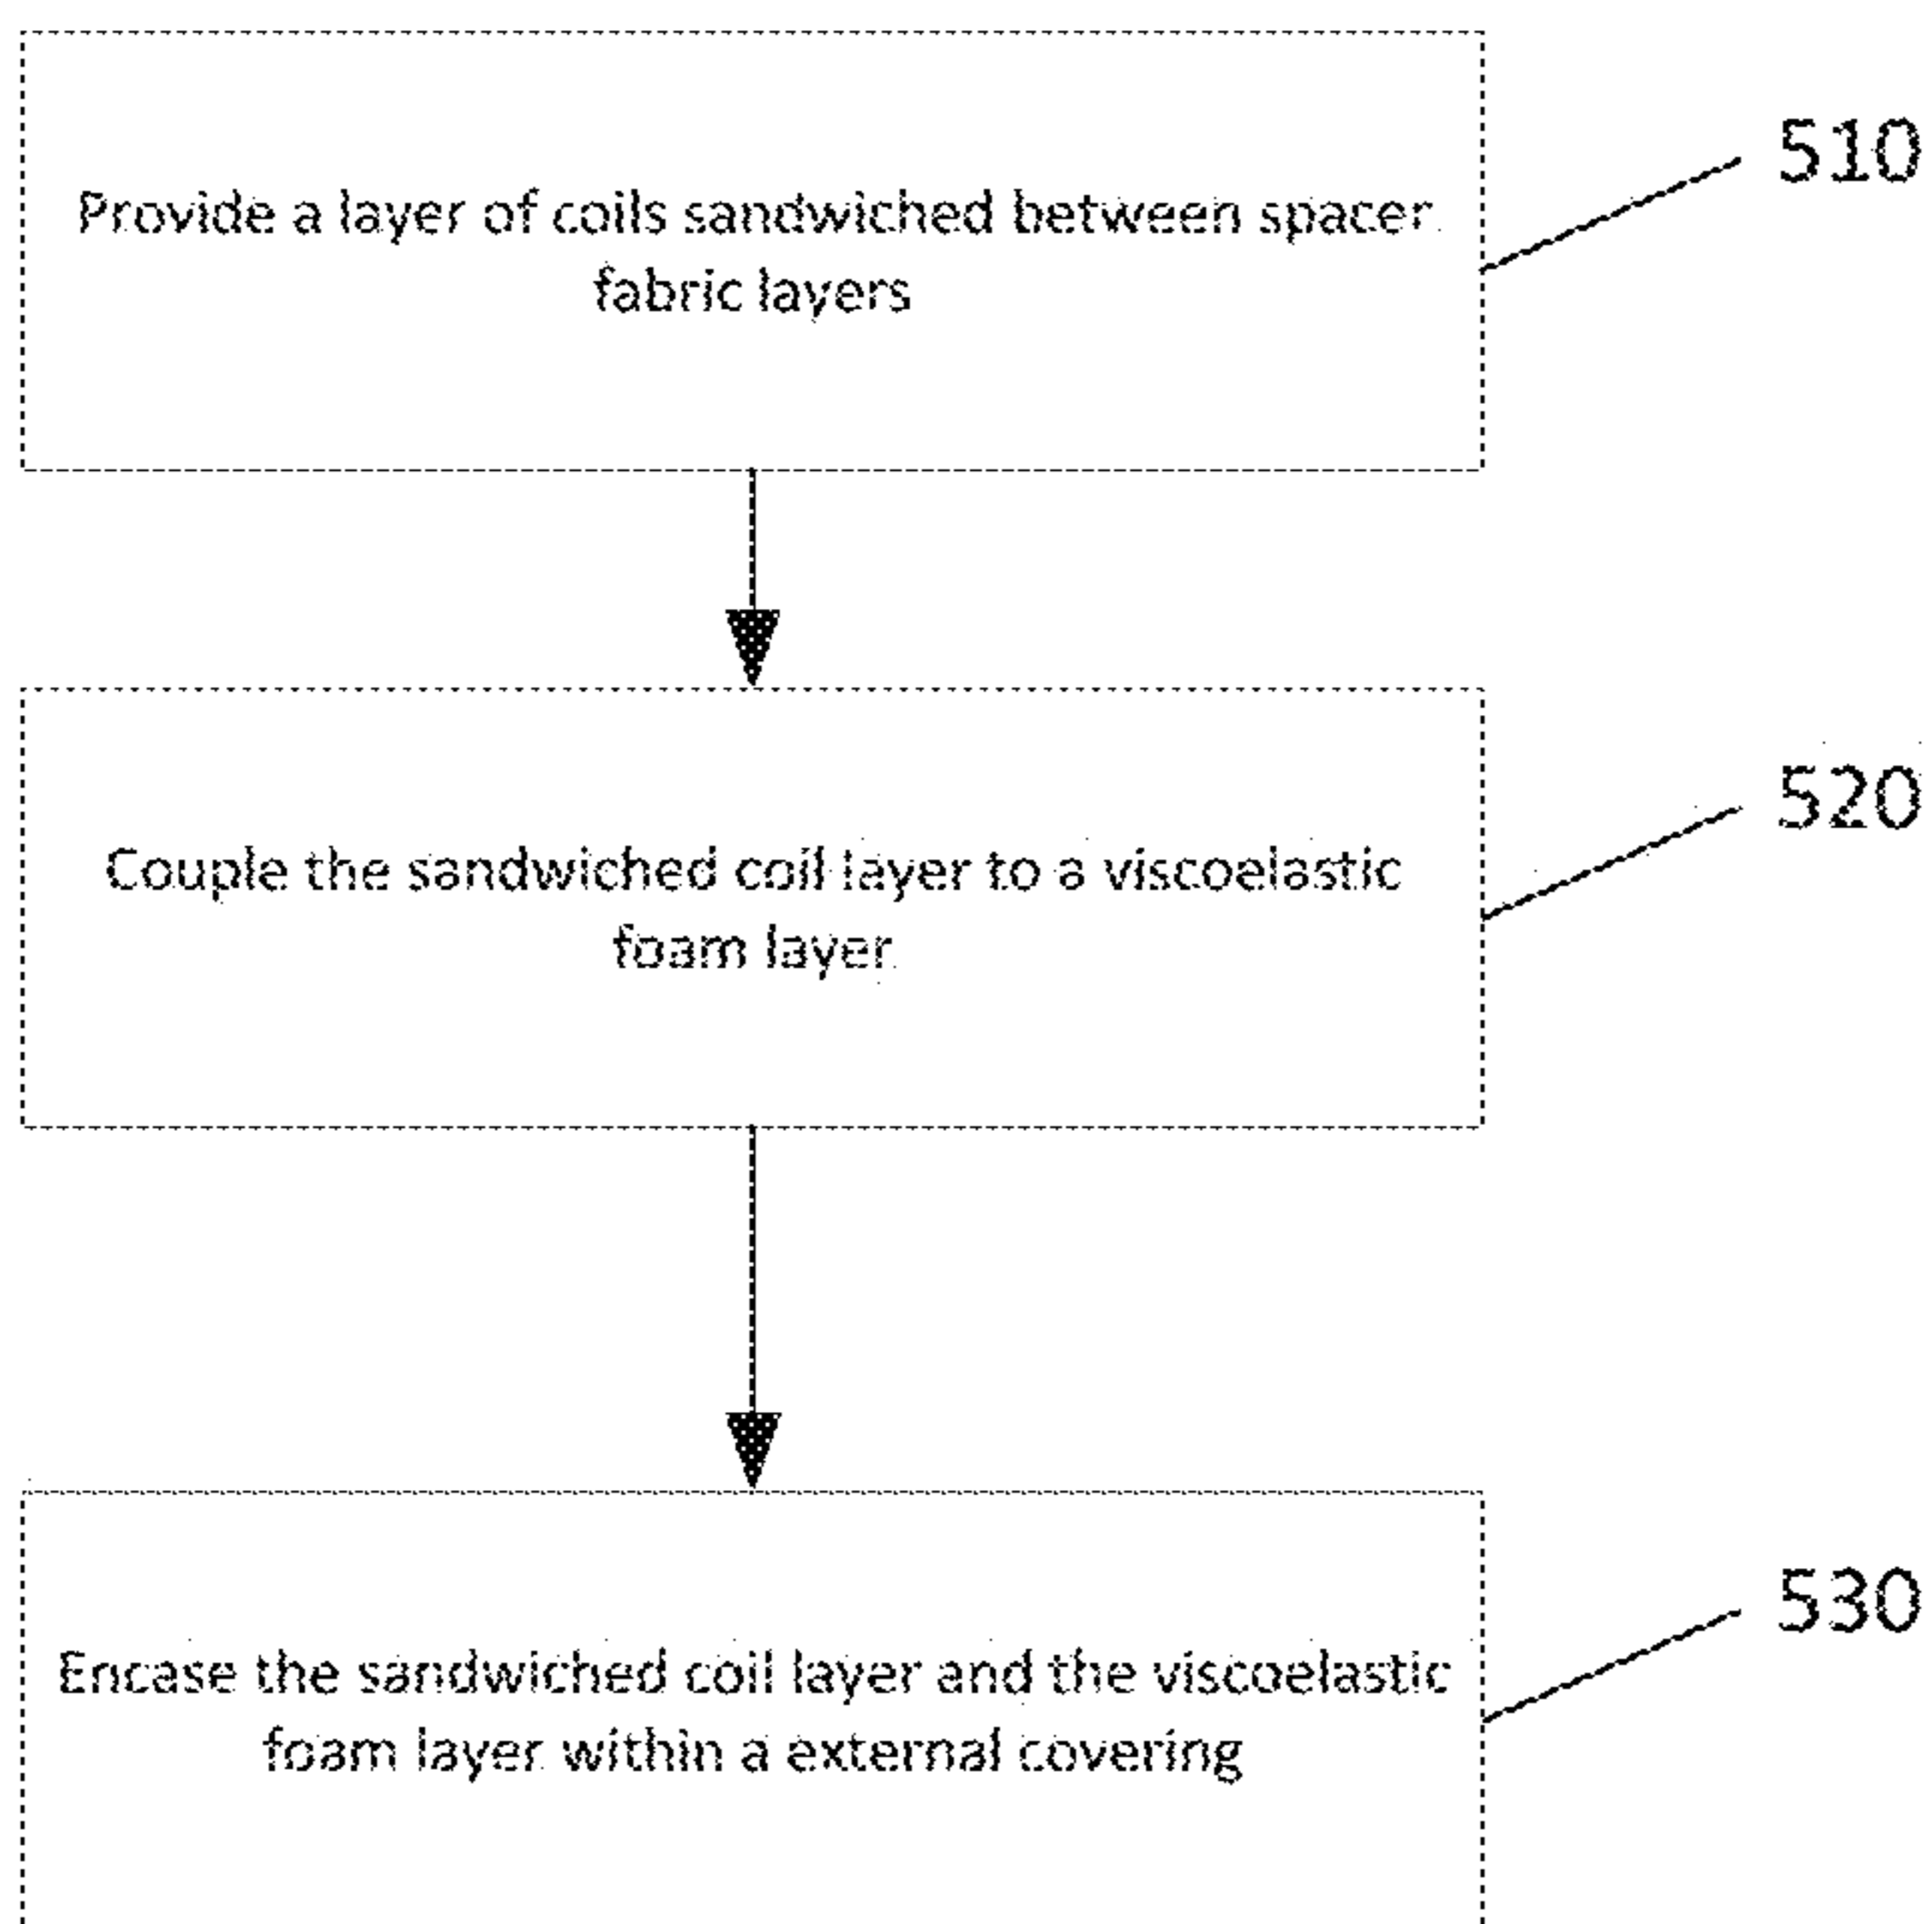 Provide a layer of coils sandwiched between spacer
fabric layers
510
Couple the sandwiched coil layer to a viscoelastic
foam layer
520
Encase the sandwiched coil layer and the viscoelastic
foam layer within a external covering
530